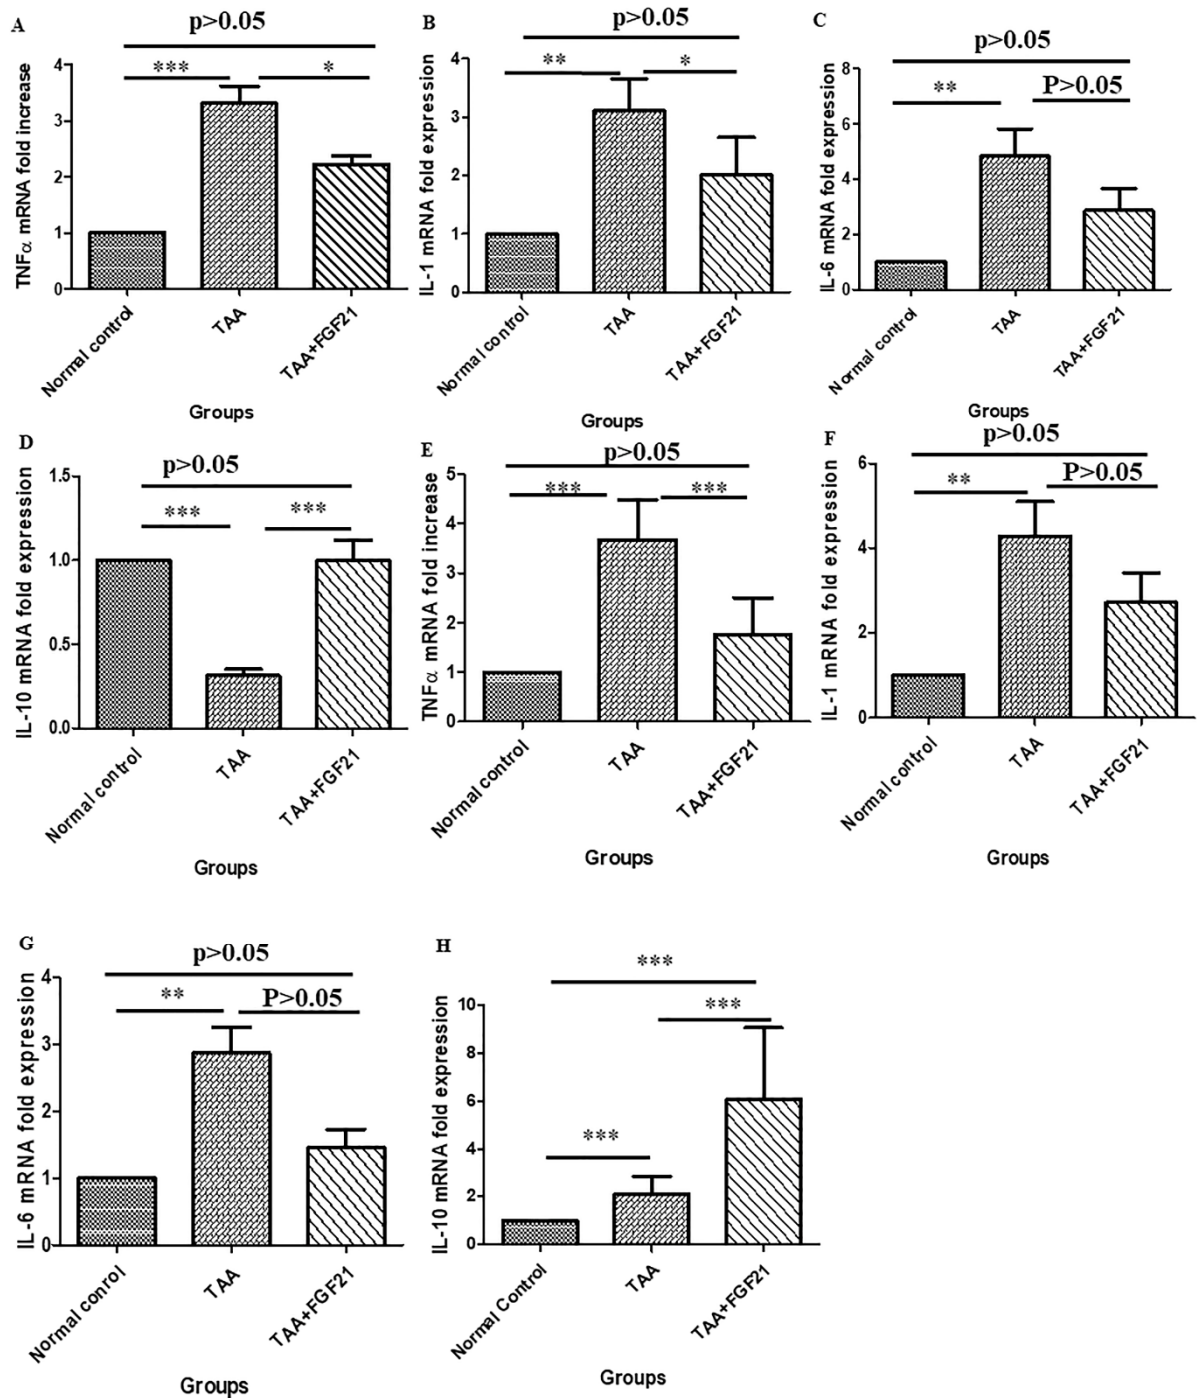 A
p>0.05
***
*
TNFα mRNA fold increase
4
3
2
1
0
Normal control
TAA
TAA+FGF21
Groups
B
p>0.05
**
*
IL-1 mRNA fold expression
4
3
2
1
0
Normal control
TAA
TAA+FGF21
Groups
C
p>0.05
**
P>0.05
IL-6 mRNA fold expression
8
6
4
2
0
Normal control
TAA
TAA+FGF21
Groups
D
p>0.05
***
***
IL-10 mRNA fold expression
1.5
1.0
0.5
0.0
Normal control
TAA
TAA+FGF21
Groups
E
p>0.05
***
***
TNFα mRNA fold increase
5
4
3
2
1
0
Normal control
TAA
TAA+FGF21
Groups
F
p>0.05
**
P>0.05
IL-1 mRNA fold expression
6
4
2
0
Normal control
TAA
TAA+FGF21
Groups
G
p>0.05
**
P>0.05
IL-6 mRNA fold expression
4
3
2
1
0
Normal conrol
TAA
TAA+FGF21
Groups
H
***
***
***
IL-10 mRNA fold expression
10
8
6
4
2
0
Normal Control
TAA
TAA+FGF21
Groups